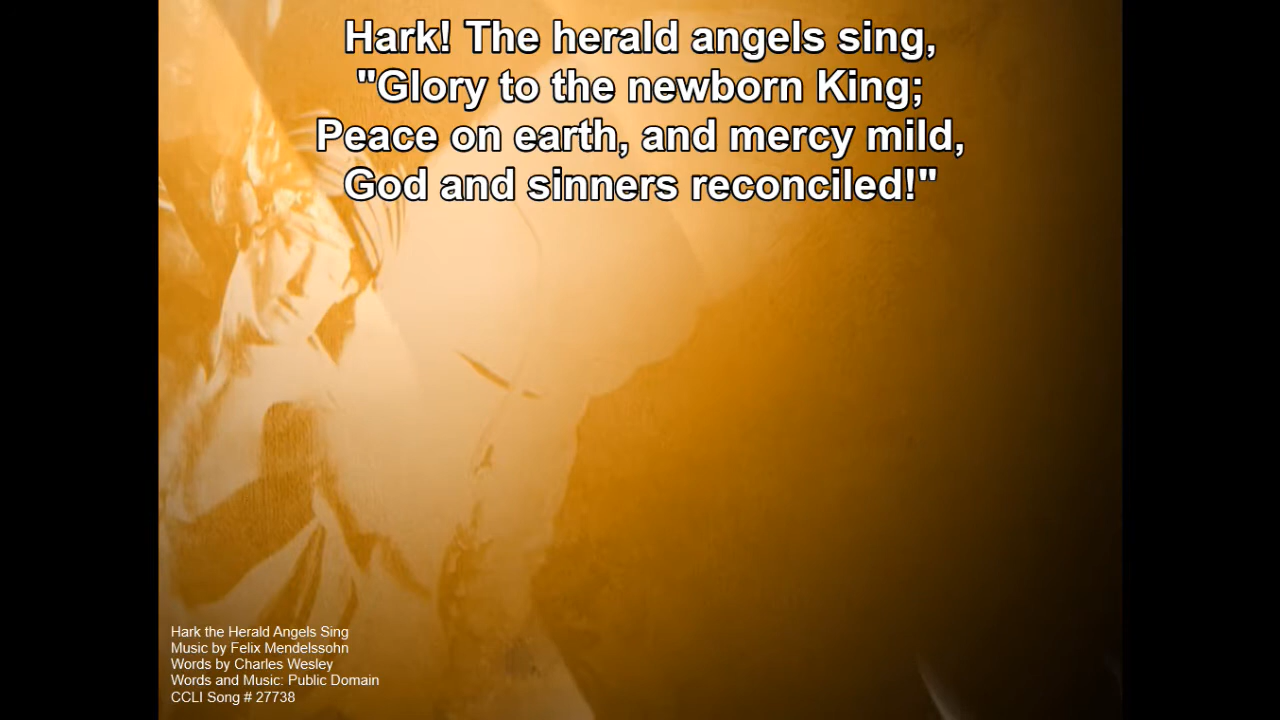 Hark! The herald angels sing,
"Glory to the newborn King;
Peace on earth, and mercy mild,
God and sinners reconciled!"
Hark the Herald Angels Sing
Music by Felix Mendelssohn
Words by Charles Wesley
Words and Music: Public Domain
CCLI Song # 27738